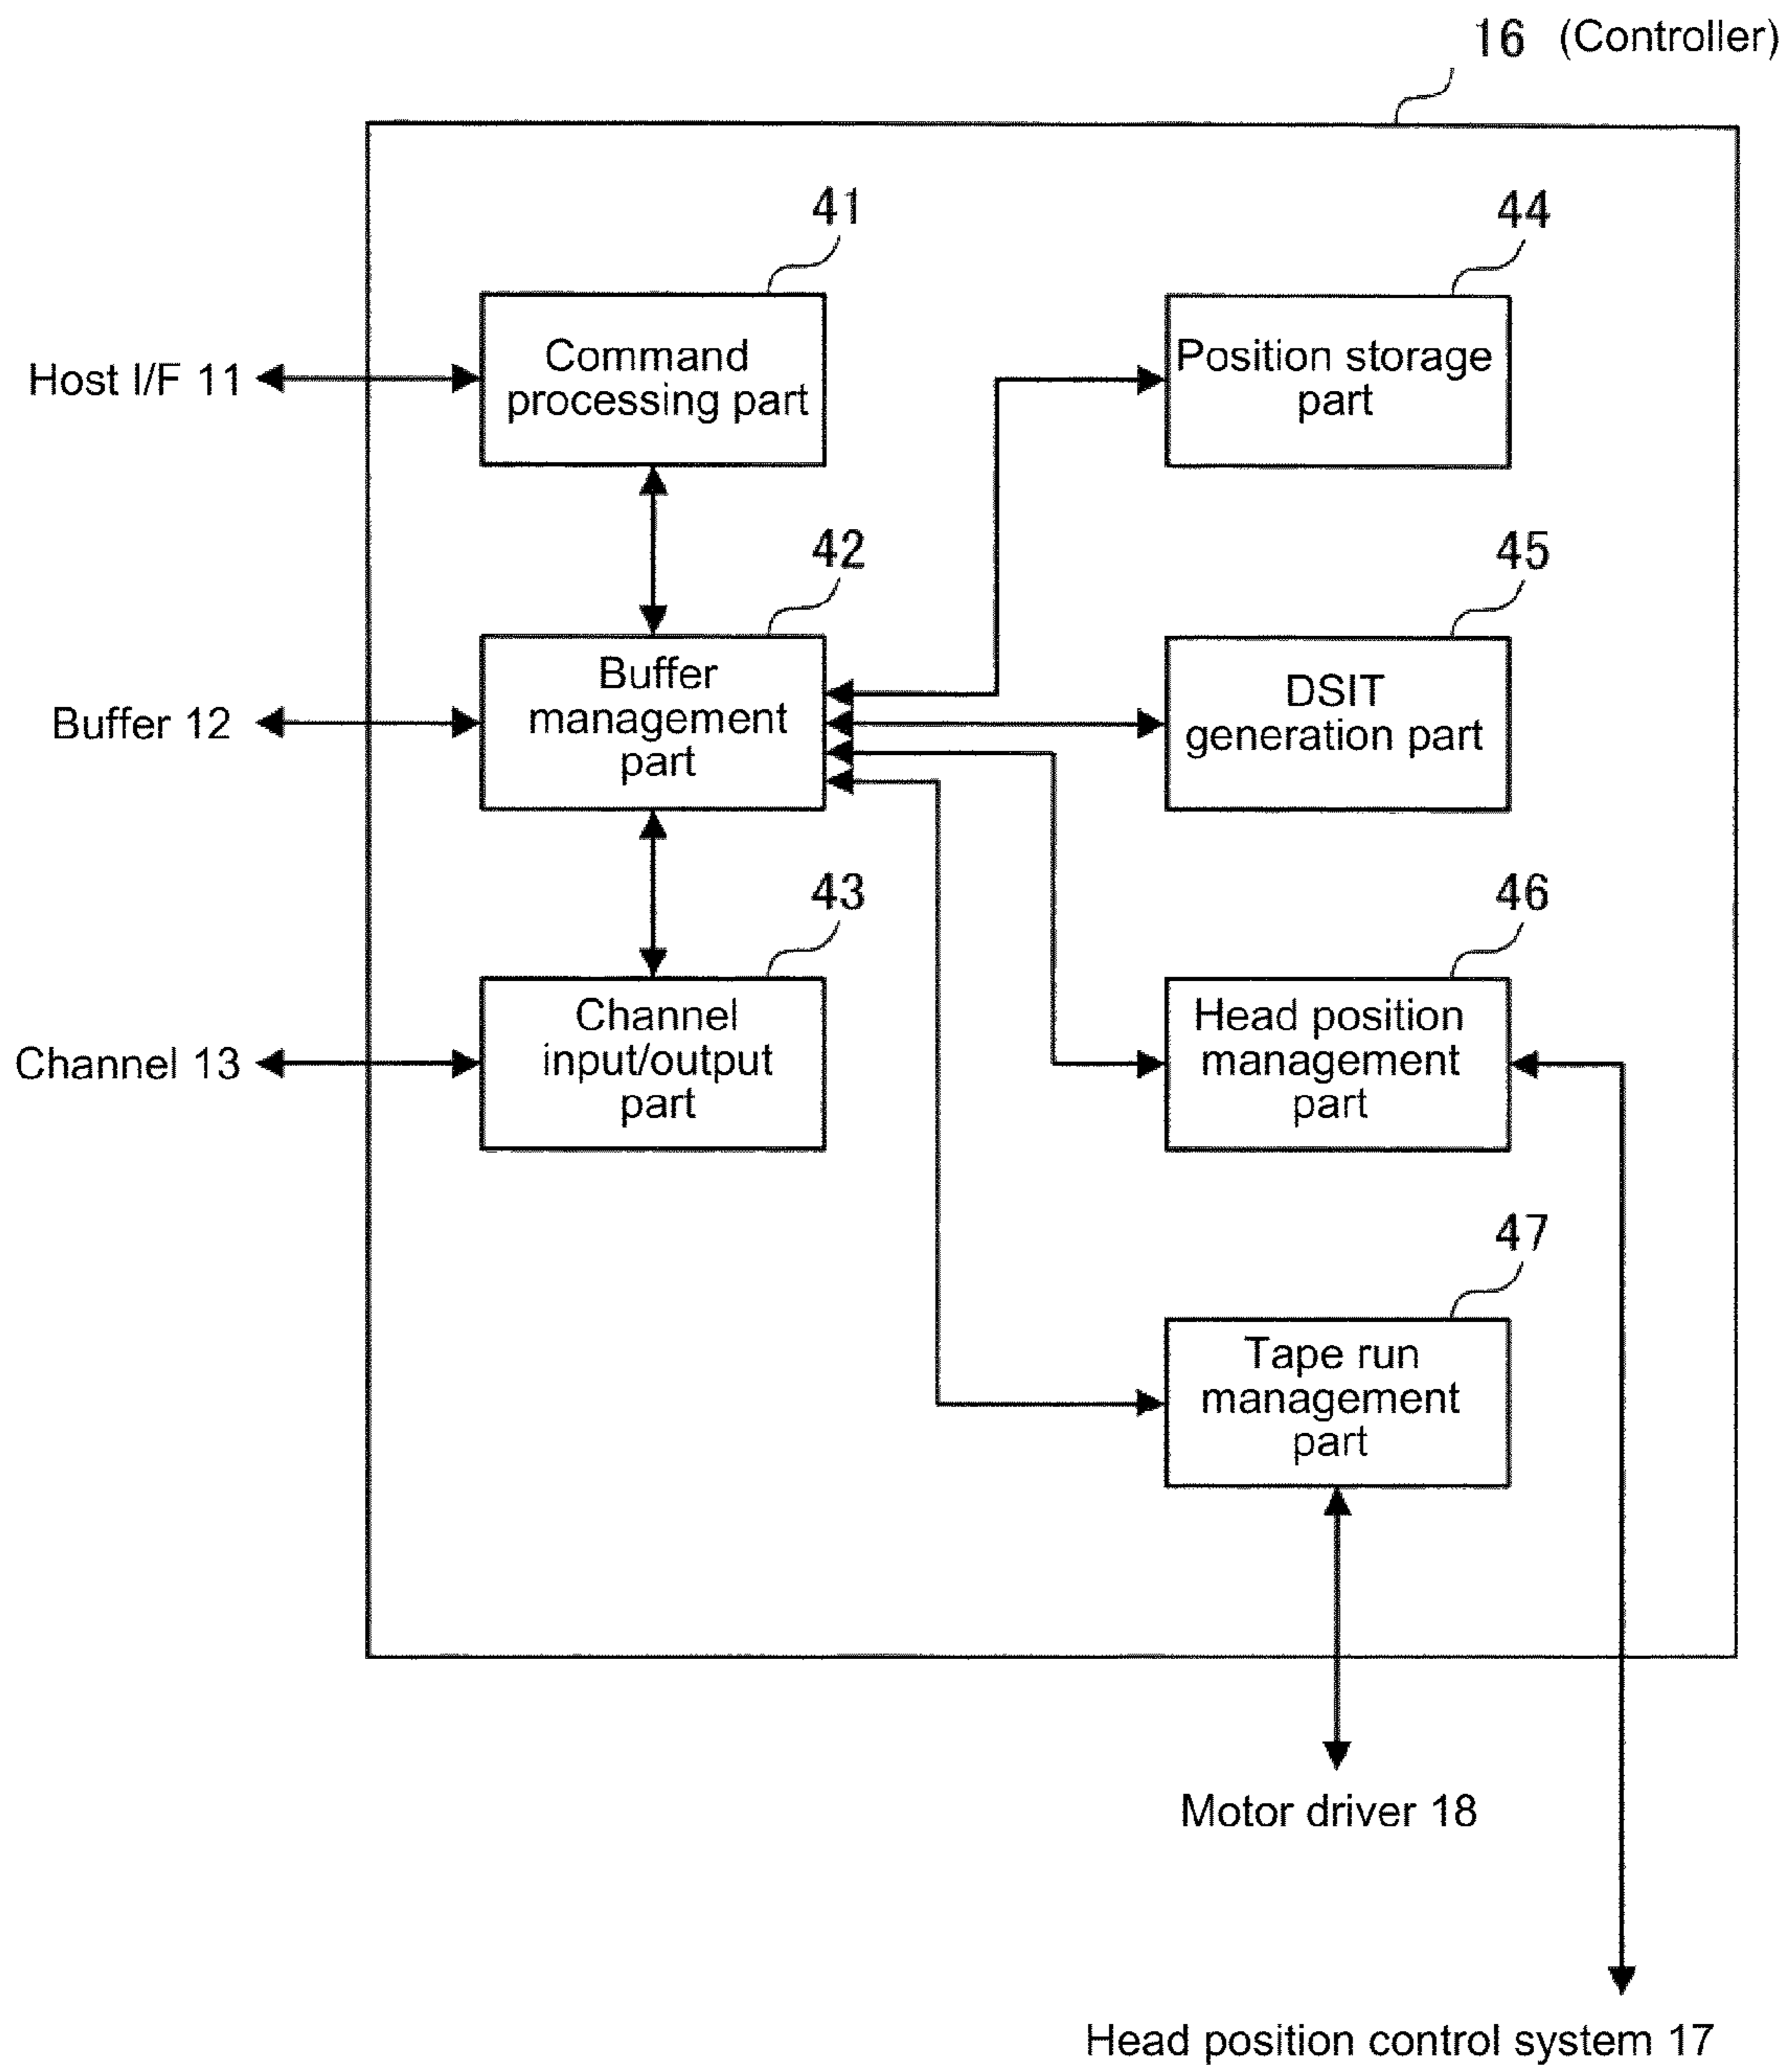 16 (Controller)
41
44
Host I/F 11
Command
processing part
Position storage
part
42
45
Buffer 12
Buffer
management
part
DSIT
generation part
43
46
Channel 13
Channel
input/output
part
Head position
management
part
47
Tape run
management
part
Motor driver 18
Head position control system 17